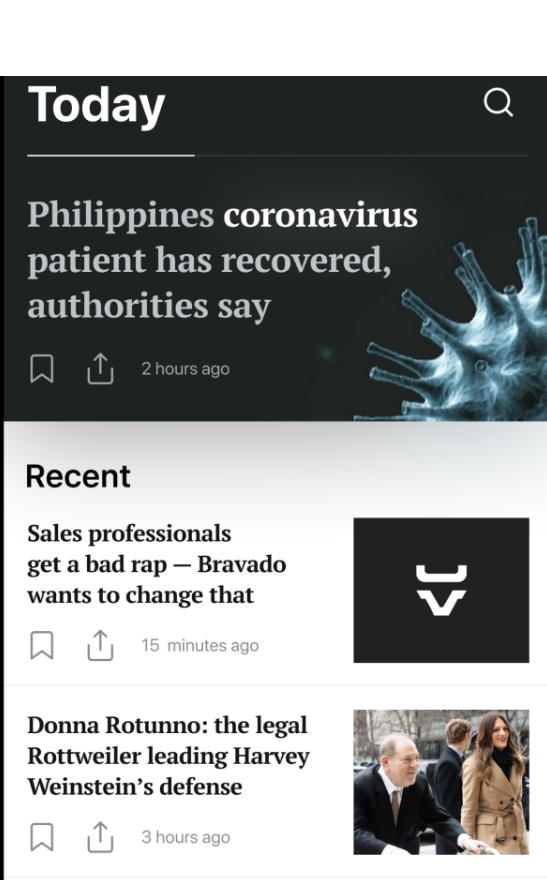 Today
Philippines coronavirus
patient has recovered,
authorities say
2 hours ago
Recent
Sales professionals
get a bad rap — Bravado
wants to change that
15 minutes ago
Donna Rotunno: the legal
Rottweiler leading Harvey
Weinstein’s defense
3 hours ago